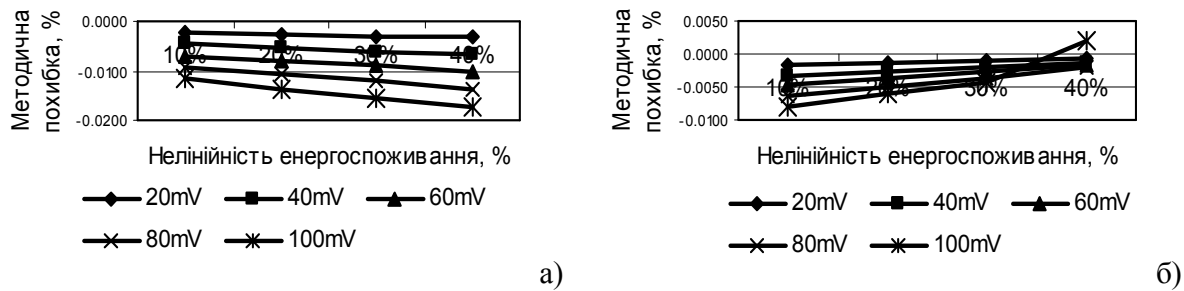 0.0000
-0.0100
-0.0200
10% 20% 30% 40%
Методична похибка, %
Нелінійність енергоспоживання, %
20mV 40mV 60mV
80mV 100mV
а)
0.0050
0.0000
-0.0050
-0.0100
10% 20% 30% 40%
Методична похибка, %
Нелінійність енергоспоживання, %
20mV 40mV 60mV
80mV 100mV
б)